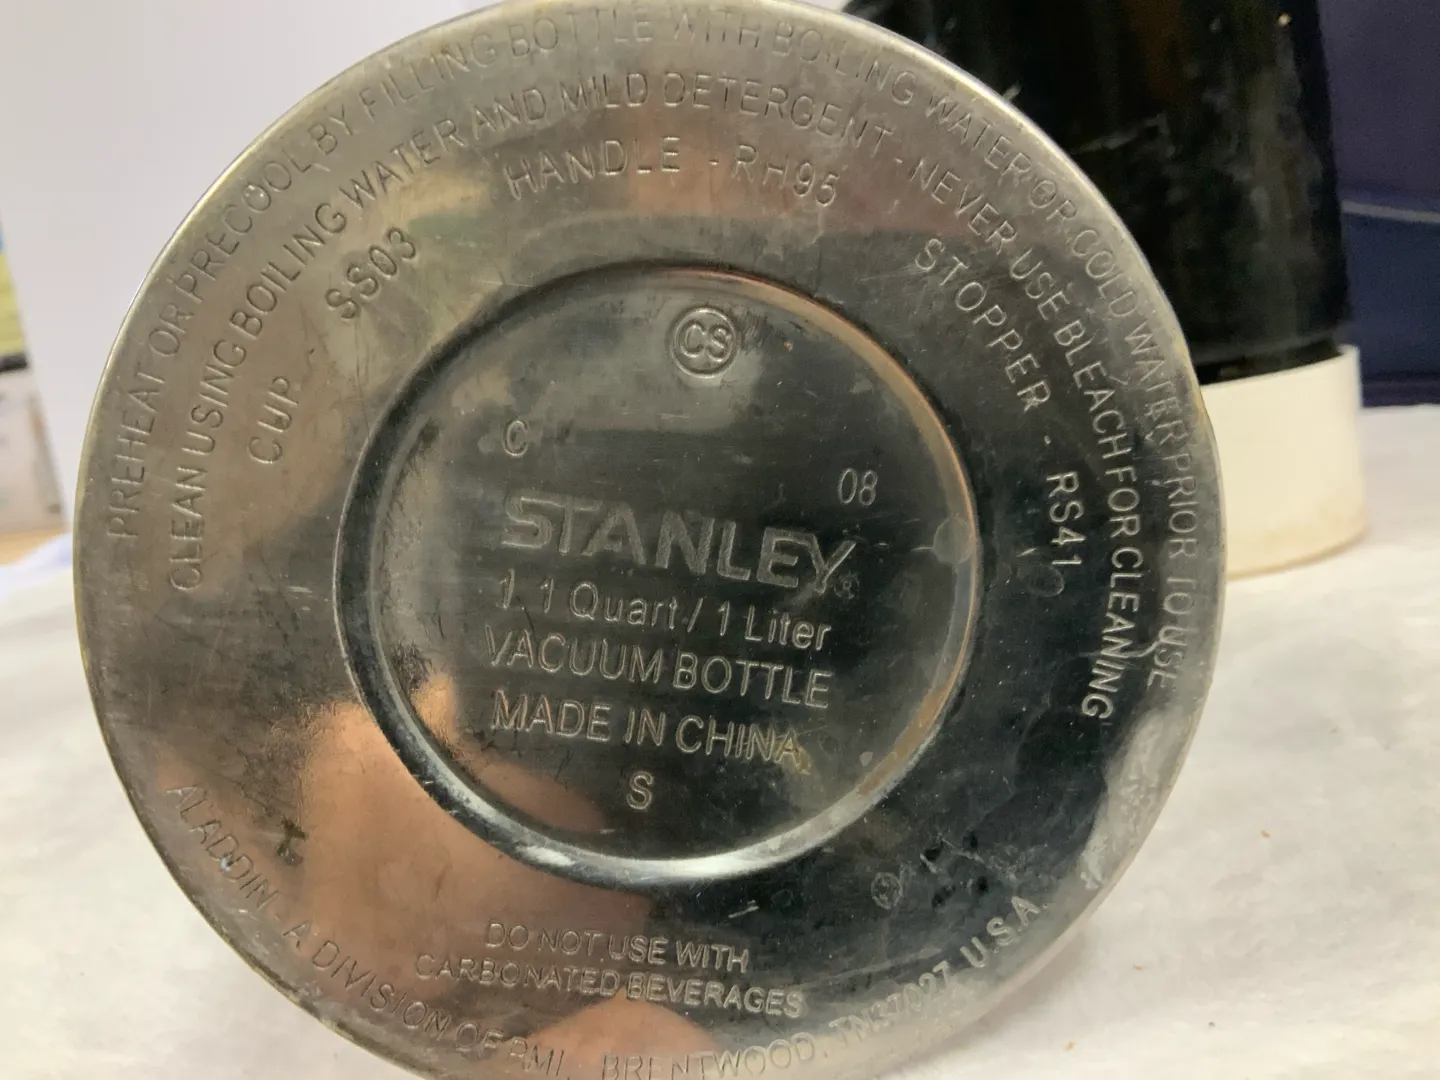 PREHEAT OR PRECOOL BY FILLING BOTTLE WITH BOILING WATER OR COLD WATER PRIOR TO USE
CLEAN USING BOILING WATER AND MILD DETERGENT - NEVER USE BLEACH FOR CLEANING
CUP SS03
HANDLE - RH95
STOPPER - RS41
CS
C
08
STANLEY®
1.1 Quart / 1 Liter
VACUUM BOTTLE
MADE IN CHINA
S
DO NOT USE WITH
CARBONATED BEVERAGES
ALADDIN - A DIVISION OF PMI, BRENTWOOD, TN37027 U.S.A.